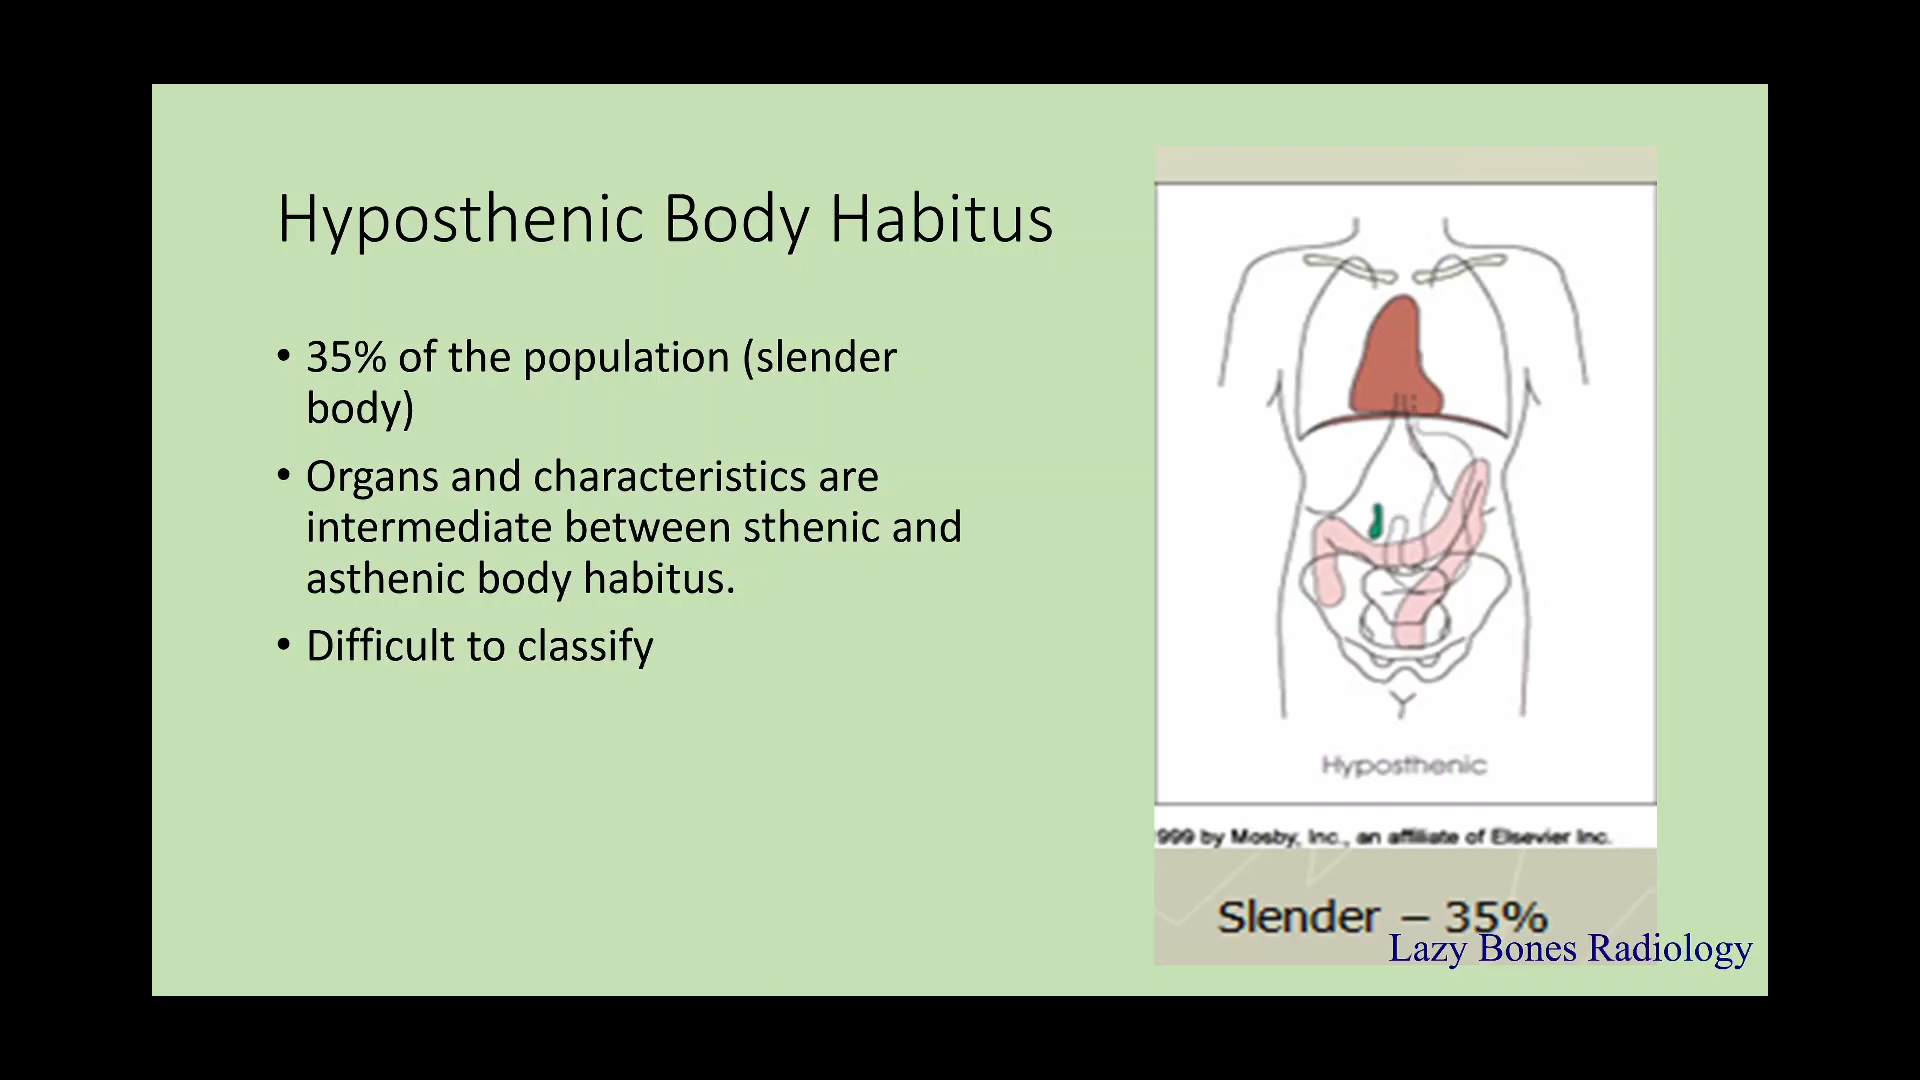 Hyposthenic Body Habitus
• 35% of the population (slender
body)
• Organs and characteristics are
intermediate between sthenic and
asthenic body habitus.
• Difficult to classify
Hyposthenic
999 by Mosby, Inc., an affiliate of Elsevier Inc.
Slender – 35%
Lazy Bones Radiology